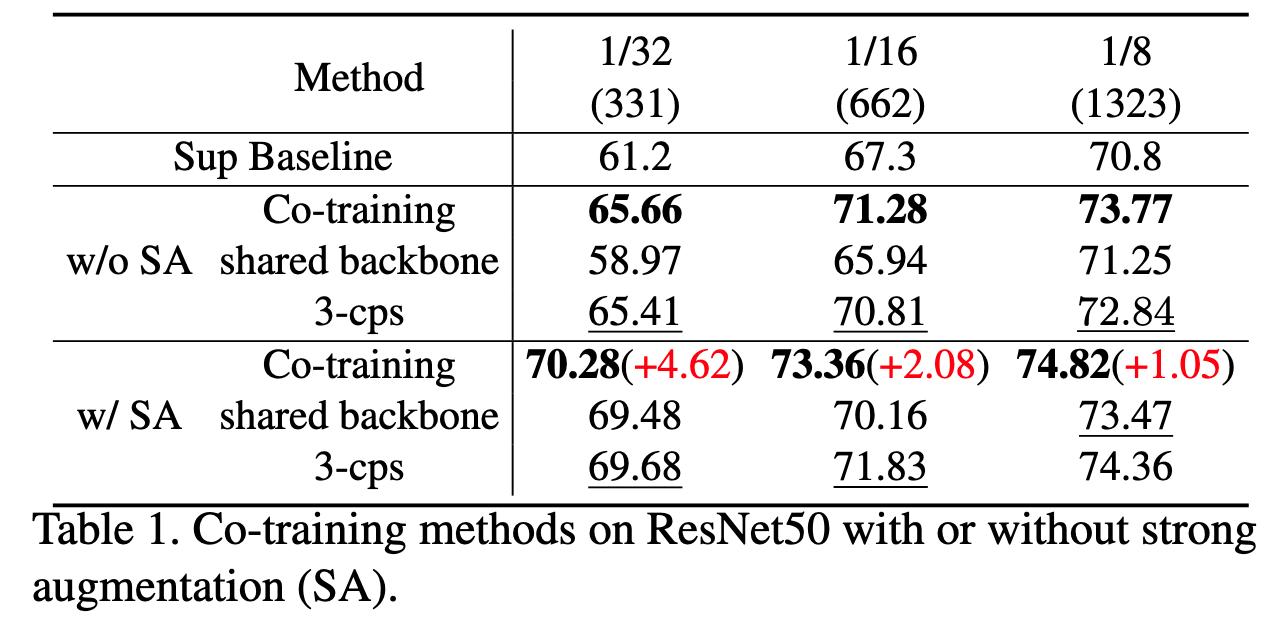 Method 1/32 1/16 1/8
(331) (662) (1323)
Sup Baseline 61.2 67.3 70.8
Co-training 65.66 71.28 73.77
w/o SA shared backbone 58.97 65.94 71.25
3-cps 65.41 70.81 72.84
Co-training 70.28(+4.62) 73.36(+2.08) 74.82(+1.05)
w/ SA shared backbone 69.48 70.16 73.47
3-cps 69.68 71.83 74.36
Table 1. Co-training methods on ResNet50 with or without strong
augmentation (SA).